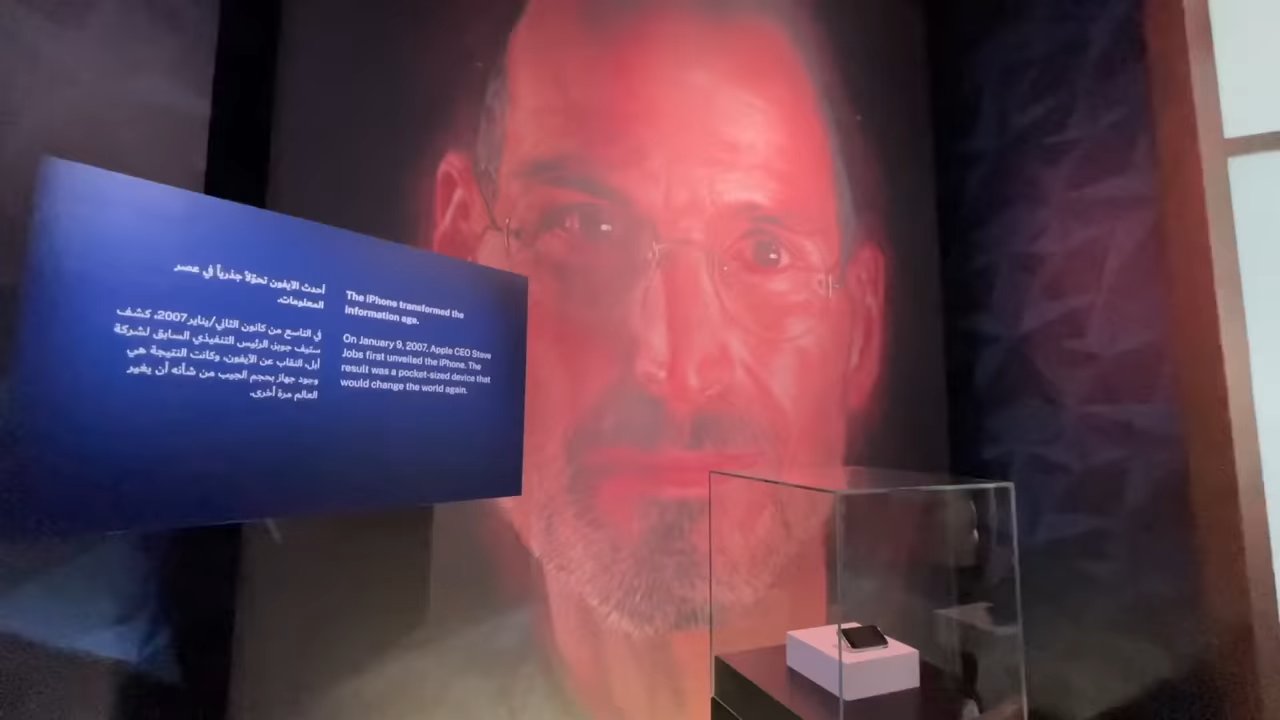 أحدث الآيفون تحوّلاً جذرياً في عصر
المعلومات.
في التاسع من كانون الثاني/يناير 2007، كشف
ستيف جوبز الرئيس التنفيذي السابق لشركة
أبل، النقاب عن الآيفون، وكانت النتيجة هي
وجود جهاز بحجم الجيب من شأنه أن يغير
العالم مرة أخرى.
The iPhone transformed the
information age.
On January 9, 2007, Apple CEO Steve
Jobs first unveiled the iPhone. The
result was a pocket-sized device that
would change the world again.